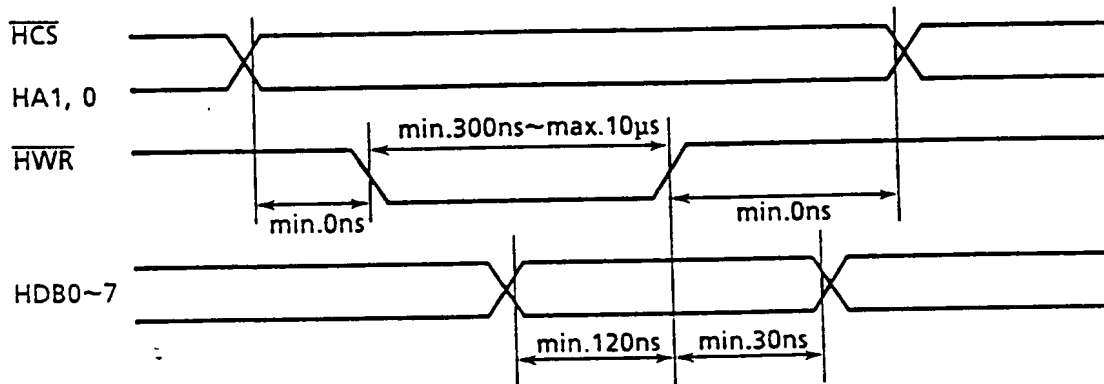 HCS
HA1, 0
min.300ns~max.10μs
HWR
min.0ns
min.0ns
HDB0~7
min.120ns
min.30ns